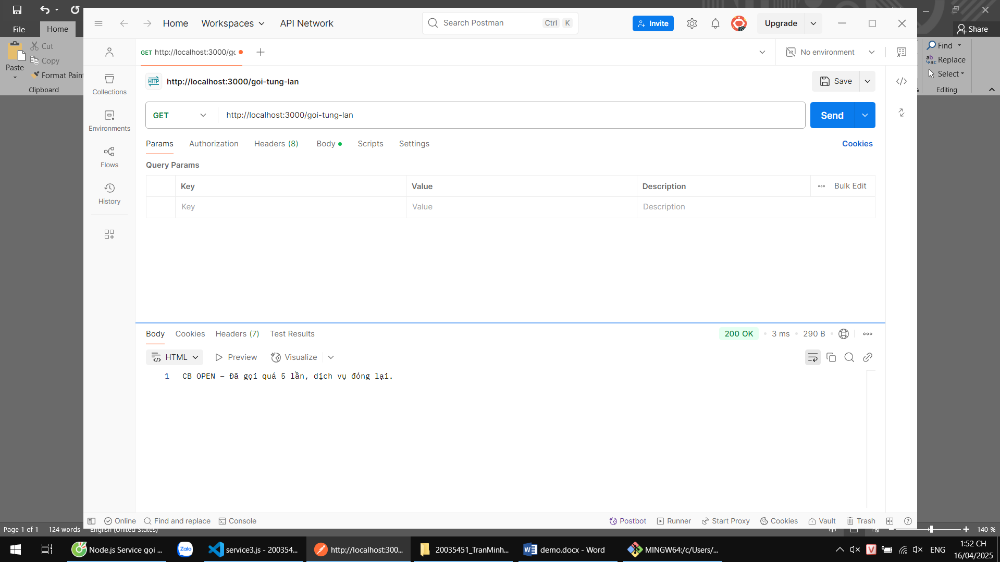 File
Home
Share
Paste
Cut
Copy
Format Paint
Clipboard
Find
Replace
Select
Editing
Home
Workspaces
API Network
Search Postman
Ctrl
K
Invite
Upgrade
GET http://localhost:3000/gc
No environment
HTTP
http://localhost:3000/goi-tung-lan
Save
GET
http://localhost:3000/goi-tung-lan
Send
Collections
Environments
Flows
History
Params
Authorization
Headers (8)
Body
Scripts
Settings
Cookies
Query Params
Key
Value
Description
Bulk Edit
Key
Value
Description
Body
Cookies
Headers (7)
Test Results
200 OK
3 ms
290 B
HTML
Preview
Visualize
1
CB OPEN – Đã gọi quá 5 lần, dịch vụ đóng lại.
Online
Find and replace
Console
Postbot
Runner
Start Proxy
Cookies
Vault
Trash
Page 1 of 1
124 words
English (United States)
140 %
Node.js Service gọi ...
Zalo
service3.js - 200354...
http://localhost:300...
20035451_TranMinh...
demo.docx - Word
MINGW64:/c/Users/...
V
ENG
1:52 CH
16/04/2025